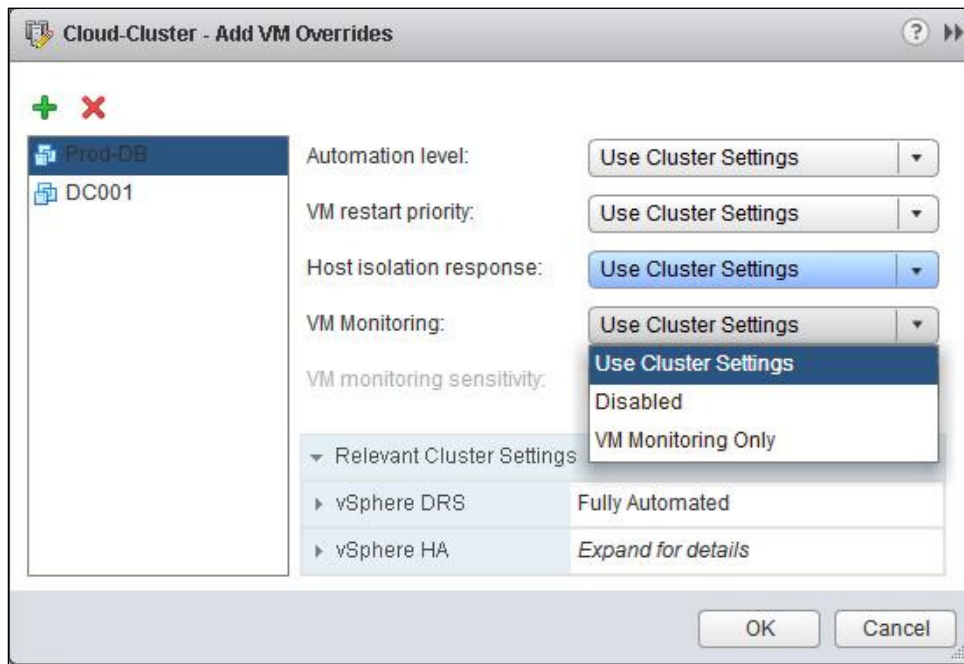 Cloud-Cluster - Add VM Overrides
?
Prod-DB
DC001
Automation level: Use Cluster Settings
VM restart priority: Use Cluster Settings
Host isolation response: Use Cluster Settings
VM Monitoring: Use Cluster Settings
Use Cluster Settings
Disabled
VM Monitoring Only
VM monitoring sensitivity:
Relevant Cluster Settings
vSphere DRS Fully Automated
vSphere HA Expand for details
OK Cancel